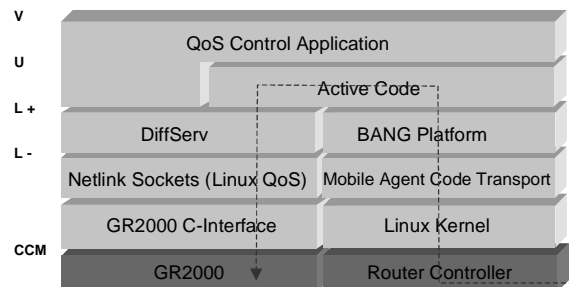 V
QoS Control Application
U
Active Code
L +
DiffServ
BANG Platform
L -
Netlink Sockets (Linux QoS)
Mobile Agent Code Transport
GR2000 C-Interface
Linux Kernel
CCM
GR2000
Router Controller